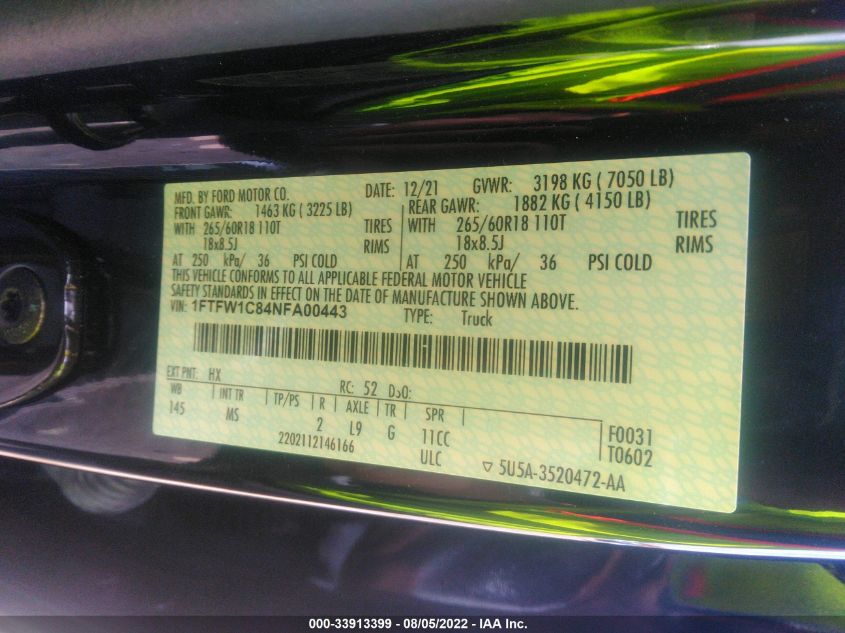 MFD. BY FORD MOTOR CO. DATE: 12/21 GVWR: 3198 KG ( 7050 LB)
FRONT GAWR: 1463 KG ( 3225 LB) REAR GAWR: 1882 KG ( 4150 LB)
WITH 265/60R18 110T TIRES WITH 265/60R18 110T TIRES
18x8.5J RIMS 18x8.5J RIMS
AT 250 kPa/ 36 PSI COLD AT 250 kPa/ 36 PSI COLD
THIS VEHICLE CONFORMS TO ALL APPLICABLE FEDERAL MOTOR VEHICLE
SAFETY STANDARDS IN EFFECT ON THE DATE OF MANUFACTURE SHOWN ABOVE.
VIN: 1FTFW1C84NFA00443 TYPE: Truck
EXT PNT: HX RC: 52 DSO:
WB INT TR TP/PS R AXLE TR SPR
145 MS 2 L9 G 11CC F0031
2202112146166 ULC T0602
5U5A-3520472-AA
000-33913399 - 08/05/2022 - IAA Inc.